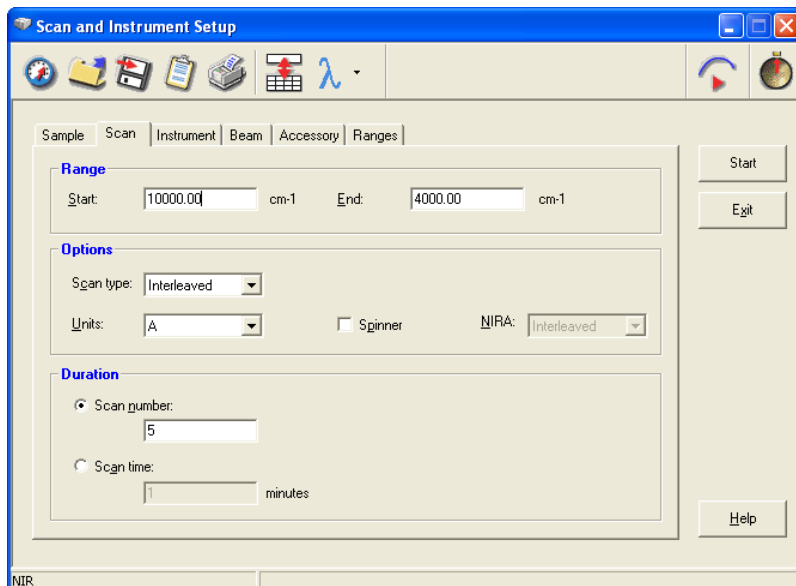 Scan and Instrument Setup
λ
Sample Scan Instrument Beam Accessory Ranges
Range
Start: 10000.00 cm-1 End: 4000.00 cm-1
Options
Scan type: Interleaved
Units: A Spinner NIRA: Interleaved
Duration
Scan number:
5
Scan time:
1 minutes
Start
Exit
Help
NIR